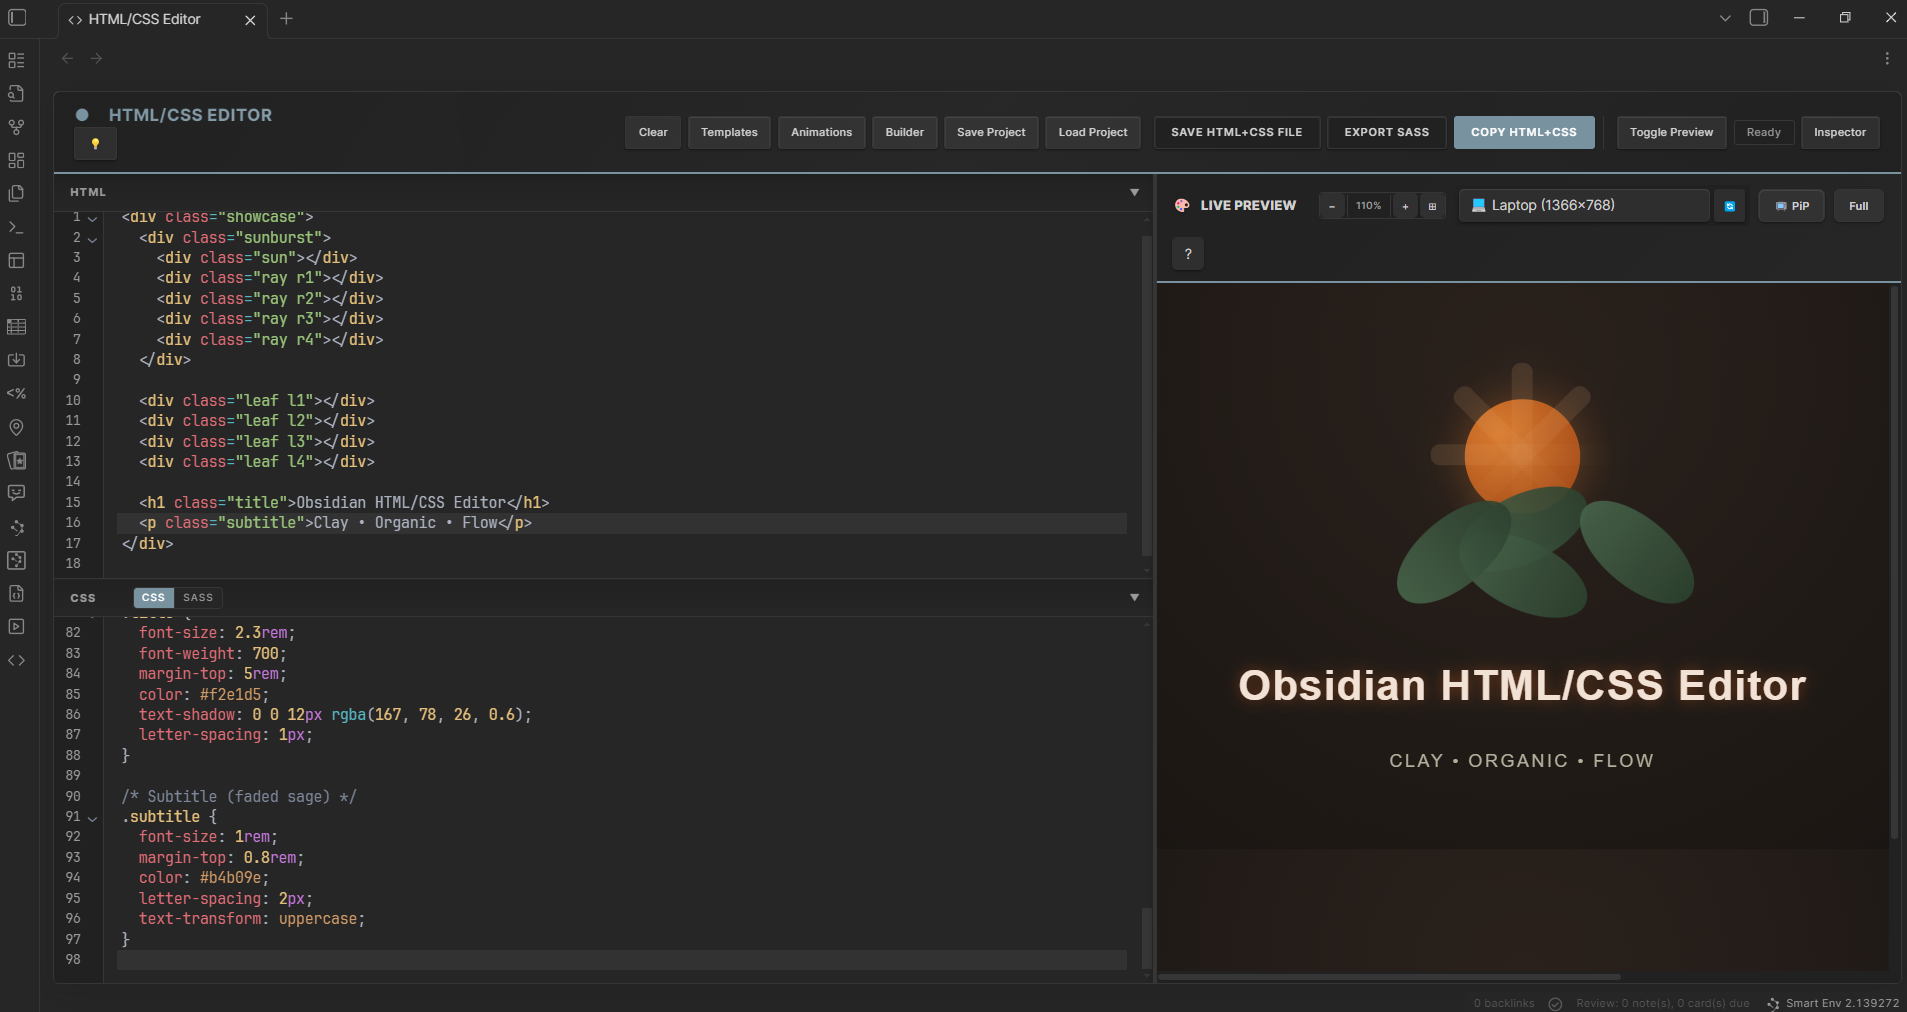 HTML/CSS Editor
HTML/CSS EDITOR
Clear
Templates
Animations
Builder
Save Project
Load Project
SAVE HTML+CSS FILE
EXPORT SASS
COPY HTML+CSS
Toggle Preview
Ready
Inspector
HTML
1 <div class="showcase">
2 <div class="sunburst">
3 <div class="sun"></div>
4 <div class="ray r1"></div>
5 <div class="ray r2"></div>
6 <div class="ray r3"></div>
7 <div class="ray r4"></div>
8 </div>
9
10 <div class="leaf l1"></div>
11 <div class="leaf l2"></div>
12 <div class="leaf l3"></div>
13 <div class="leaf l4"></div>
14
15 <h1 class="title">Obsidian HTML/CSS Editor</h1>
16 <p class="subtitle">Clay • Organic • Flow</p>
17 </div>
18
CSS
CSS
SASS
82 font-size: 2.3rem;
83 font-weight: 700;
84 margin-top: 5rem;
85 color: #f2e1d5;
86 text-shadow: 0 0 12px rgba(167, 78, 26, 0.6);
87 letter-spacing: 1px;
88 }
89
90 /* Subtitle (faded sage) */
91 .subtitle {
92 font-size: 1rem;
93 margin-top: 0.8rem;
94 color: #b4b09e;
95 letter-spacing: 2px;
96 text-transform: uppercase;
97 }
98
LIVE PREVIEW
-
110%
+
Laptop (1366×768)
PiP
Full
?
Obsidian HTML/CSS Editor
CLAY • ORGANIC • FLOW
0 backlinks
Review: 0 note(s), 0 card(s) due
Smart Env 2.139272